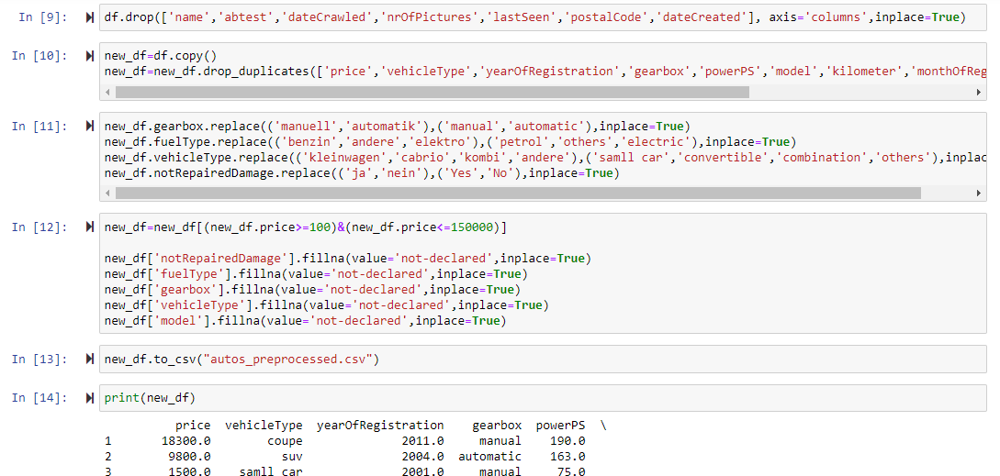 In [9]: df.drop(['name','abtest','dateCrawled','nrOfPictures','lastSeen','postalCode','dateCreated'], axis='columns',inplace=True)
In [10]: new_df=df.copy()
new_df=new_df.drop_duplicates(['price','vehicleType','yearOfRegistration','gearbox','powerPS','model','kilometer','monthOfReg
In [11]: new_df.gearbox.replace(('manuell','automatik'),('manual','automatic'),inplace=True)
new_df.fuelType.replace(('benzin','andere','elektro'),('petrol','others','electric'),inplace=True)
new_df.vehicleType.replace(('kleinwagen','cabrio','kombi','andere'),('samll car','convertible','combination','others'),inplac
new_df.notRepairedDamage.replace(('ja','nein'),('Yes','No'),inplace=True)
In [12]: new_df=new_df[(new_df.price>=100)&(new_df.price<=150000)]
new_df['notRepairedDamage'].fillna(value='not-declared',inplace=True)
new_df['fuelType'].fillna(value='not-declared',inplace=True)
new_df['gearbox'].fillna(value='not-declared',inplace=True)
new_df['vehicleType'].fillna(value='not-declared',inplace=True)
new_df['model'].fillna(value='not-declared',inplace=True)
In [13]: new_df.to_csv("autos_preprocessed.csv")
In [14]: print(new_df)
price vehicleType yearOfRegistration gearbox powerPS \
1 18300.0 coupe 2011.0 manual 190.0
2 9800.0 suv 2004.0 automatic 163.0
3 1500.0 samll car 2001.0 manual 75.0